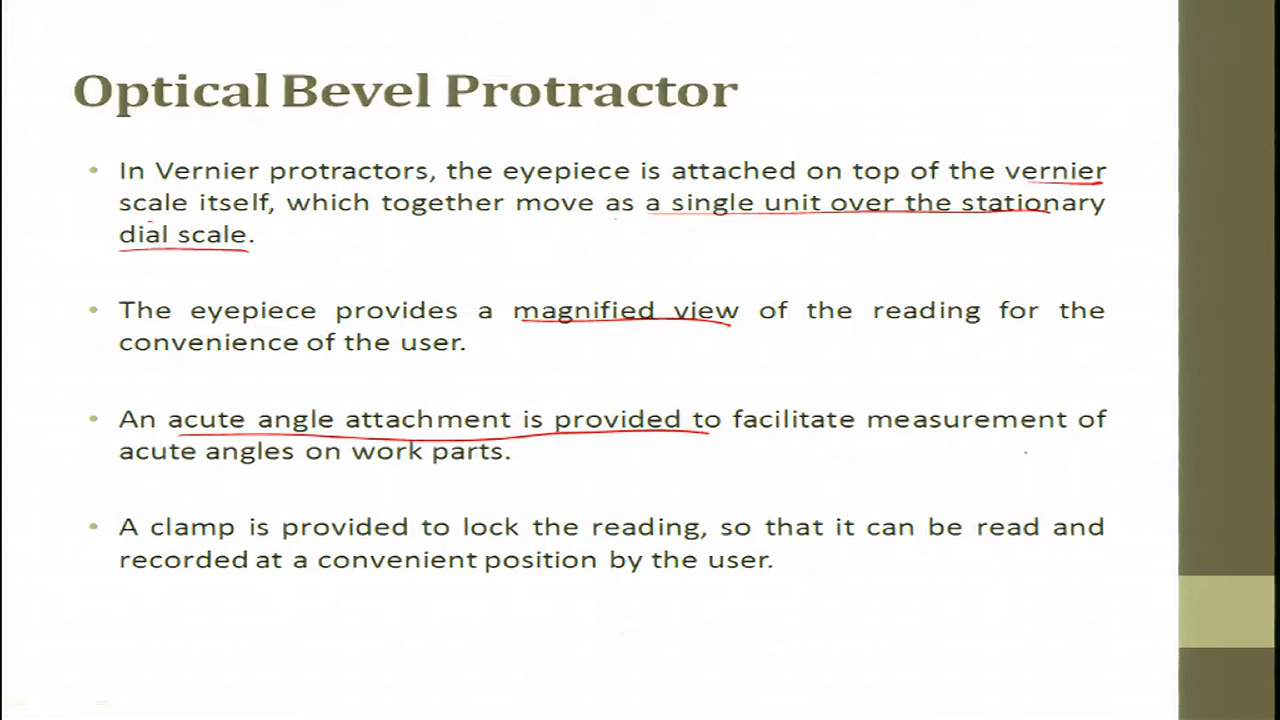 Optical Bevel Protractor
• In Vernier protractors, the eyepiece is attached on top of the vernier
scale itself, which together move as a single unit over the stationary
dial scale.
• The eyepiece provides a magnified view of the reading for the
convenience of the user.
• An acute angle attachment is provided to facilitate measurement of
acute angles on work parts.
• A clamp is provided to lock the reading, so that it can be read and
recorded at a convenient position by the user.